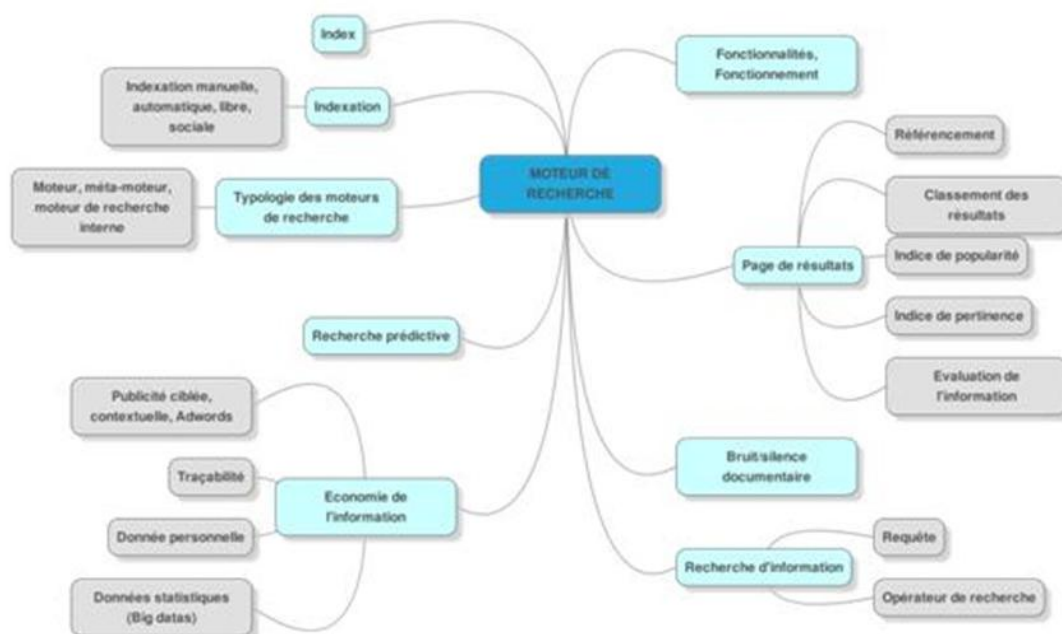 MOTEUR DE
RECHERCHE
Index
Indexation
Indexation manuelle,
automatique, libre,
sociale
Typologie des moteurs
de recherche
Moteur, méta-moteur,
moteur de recherche
interne
Recherche prédictive
Economie de
l'information
Publicité ciblée,
contextuelle, Adwords
Traçabilité
Donnée personnelle
Données statistiques
(Big datas)
Fonctionnalités,
Fonctionnement
Page de résultats
Référencement
Classement des
résultats
Indice de popularité
Indice de pertinence
Evaluation de
l'information
Bruit/silence
documentaire
Recherche d'information
Requête
Opérateur de recherche